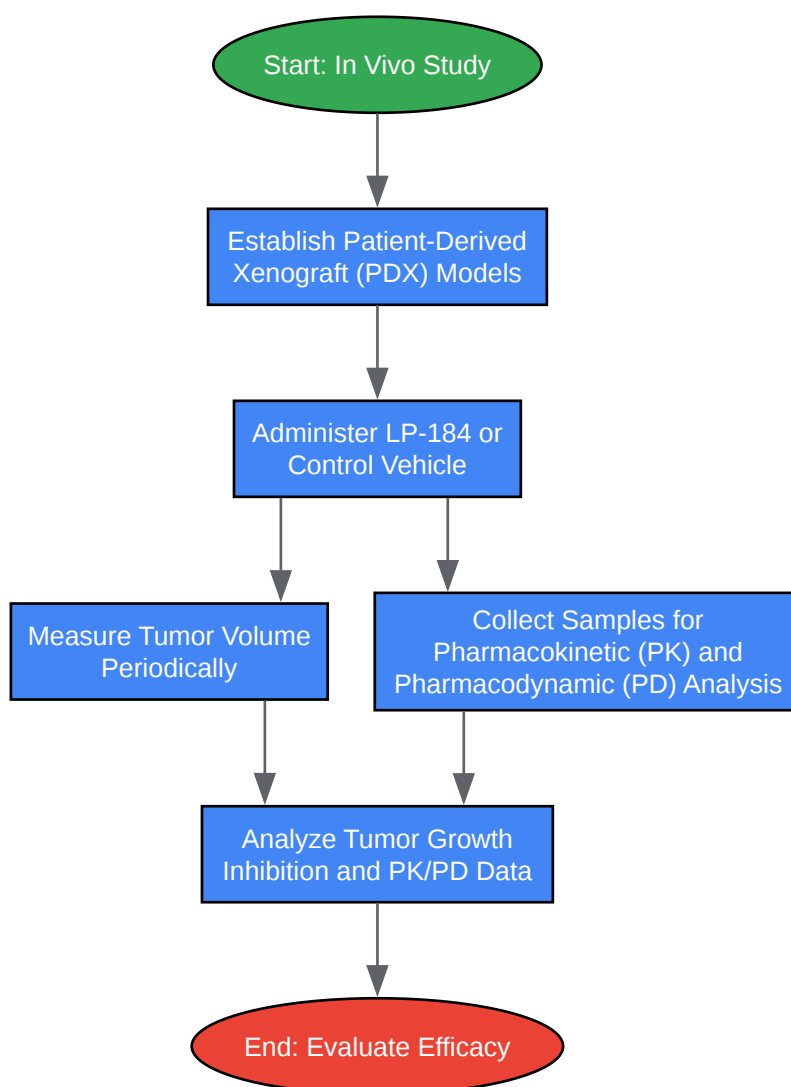 Start: In Vivo Study
Establish Patient-Derived
Xenograft (PDX) Models
Administer LP-184 or
Control Vehicle
Measure Tumor Volume
Periodically
Collect Samples for
Pharmacokinetic (PK) and
Pharmacodynamic (PD) Analysis
Analyze Tumor Growth
Inhibition and PK/PD Data
End: Evaluate Efficacy